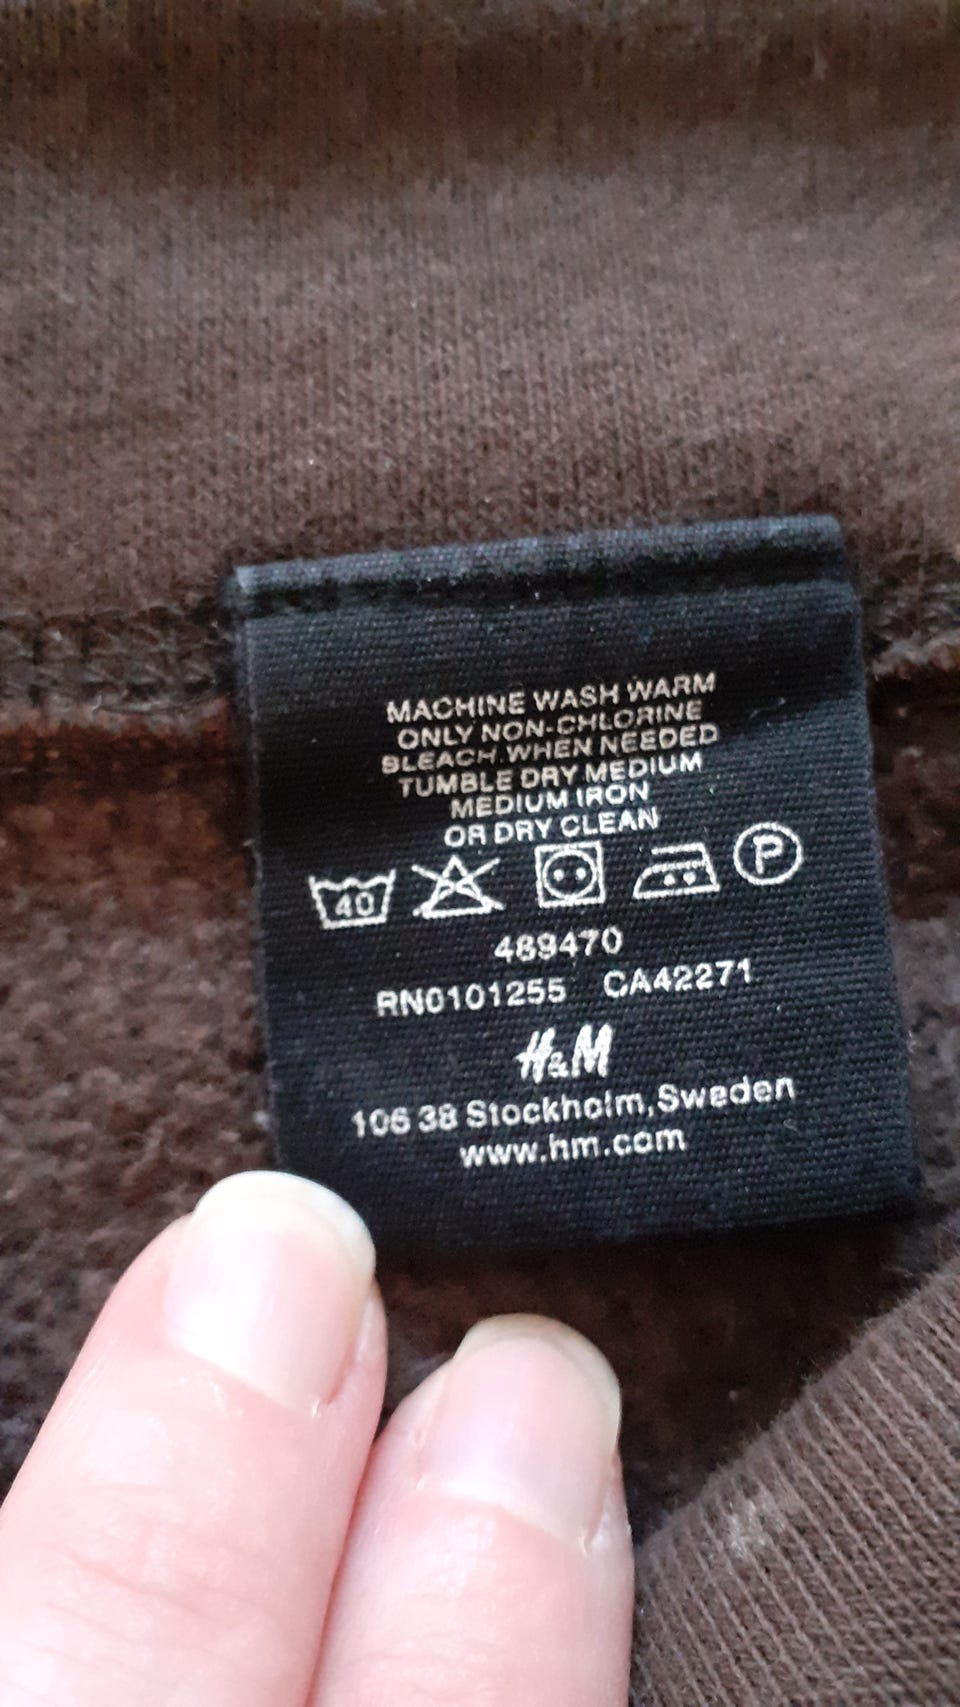 MACHINE WASH WARM
ONLY NON-CHLORINE
BLEACH WHEN NEEDED
TUMBLE DRY MEDIUM
MEDIUM IRON
OR DRY CLEAN
40 P
489470
RN0101255 CA42271
H&M
106 38 Stockholm, Sweden
www.hm.com